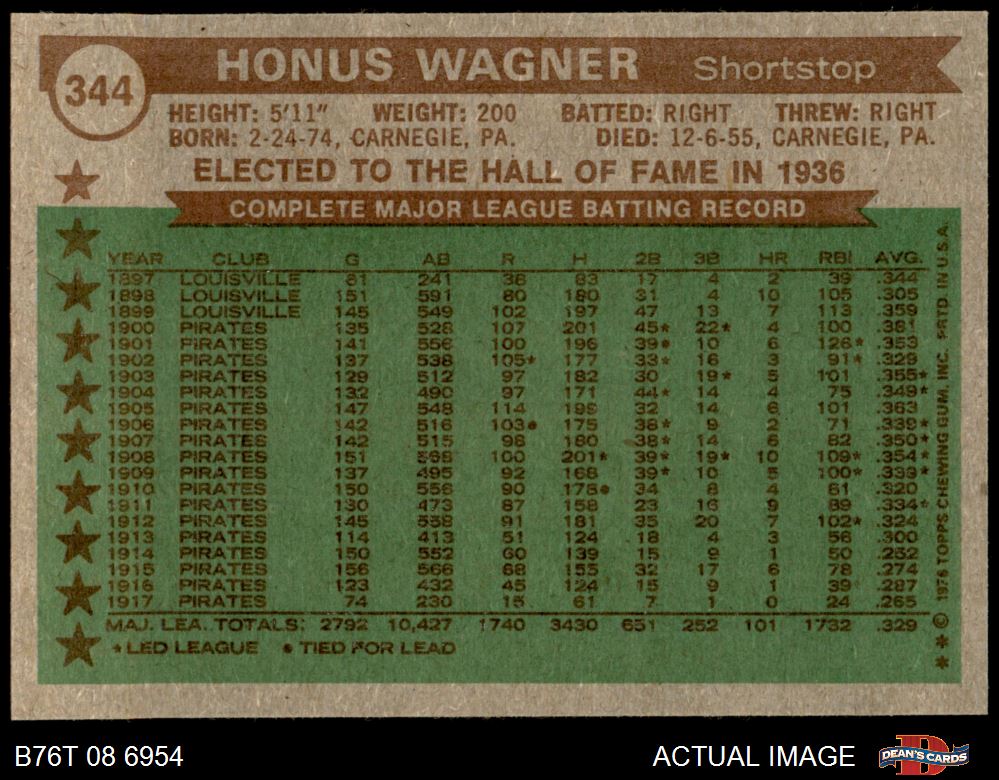 344
HONUS WAGNER Shortstop
HEIGHT: 5'11" WEIGHT: 200 BATTED: RIGHT THREW: RIGHT
BORN: 2-24-74, CARNEGIE, PA. DIED: 12-6-55, CARNEGIE, PA.
ELECTED TO THE HALL OF FAME IN 1936
COMPLETE MAJOR LEAGUE BATTING RECORD
YEAR CLUB G AB R H 2B 3B HR RBI AVG.
1897 LOUISVILLE 61 241 38 83 17 4 2 39 .344
1898 LOUISVILLE 151 591 80 180 31 4 10 105 .305
1899 LOUISVILLE 145 549 102 197 47 13 7 113 .359
1900 PIRATES 135 528 107 201 45* 22* 4 100 .381
1901 PIRATES 141 556 100 196 39• 10 6 126* .353
1902 PIRATES 137 538 105* 177 33* 16 3 91* .329
1903 PIRATES 129 512 97 182 30 19* 5 101 .355*
1904 PIRATES 132 490 97 171 44* 14 4 75 .349*
1905 PIRATES 147 548 114 199 32 14 6 101 .363
1906 PIRATES 142 516 103• 175 38* 9 2 71 .339*
1907 PIRATES 142 515 98 180 38* 14 6 82 .350*
1908 PIRATES 151 568 100 201* 39* 19* 10 109* .354*
1909 PIRATES 137 495 92 168 39* 10 5 100* .339*
1910 PIRATES 150 556 90 178• 34 8 4 81 .320
1911 PIRATES 130 473 87 158 23 16 9 89 .334*
1912 PIRATES 145 558 91 181 35 20 7 102* .324
1913 PIRATES 114 413 51 124 18 4 3 56 .300
1914 PIRATES 150 552 60 139 15 9 1 50 .252
1915 PIRATES 156 566 68 155 32 17 6 78 .274
1916 PIRATES 123 432 45 124 15 9 1 39 .287
1917 PIRATES 74 230 15 61 7 1 0 24 .265
MAJ. LEA. TOTALS: 2792 10,427 1740 3430 651 252 101 1732 .329
* LED LEAGUE • TIED FOR LEAD
* * © 1976 TOPPS CHEWING GUM, INC. PRTD. IN U.S.A.
B76T 08 6954
ACTUAL IMAGE
DEAN'S CARDS